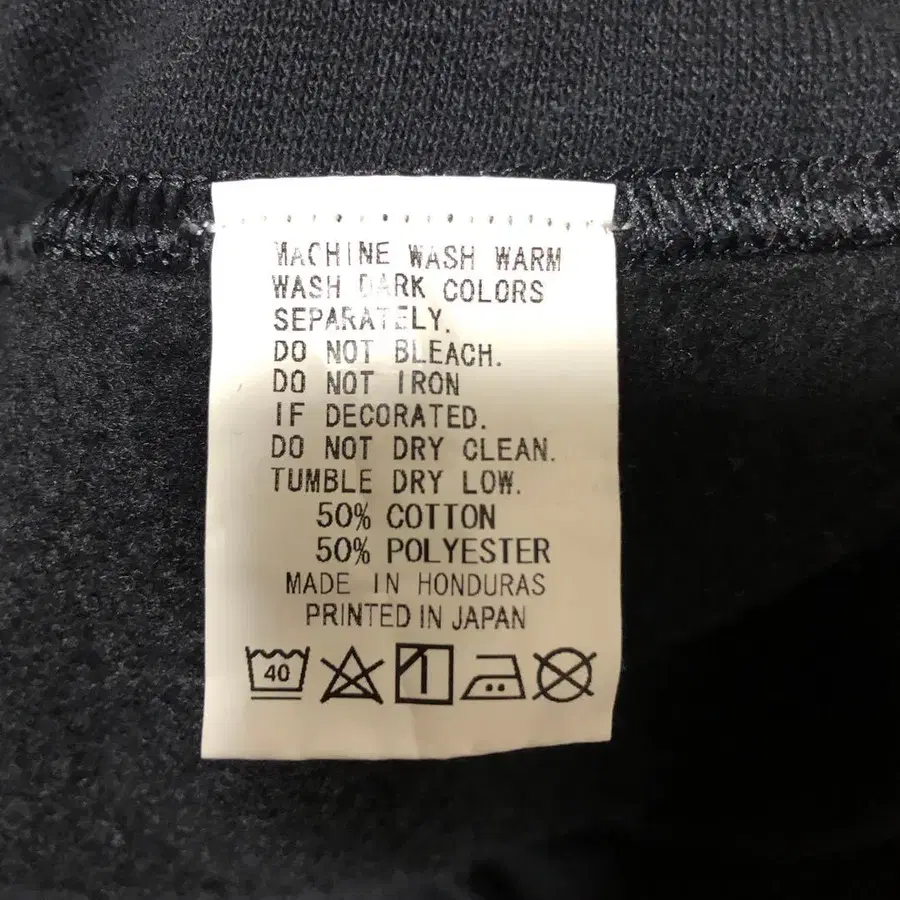 MACHINE WASH WARM
WASH DARK COLORS
SEPARATELY.
DO NOT BLEACH.
DO NOT IRON
IF DECORATED.
DO NOT DRY CLEAN.
TUMBLE DRY LOW.
50% COTTON
50% POLYESTER
MADE IN HONDURAS
PRINTED IN JAPAN
40